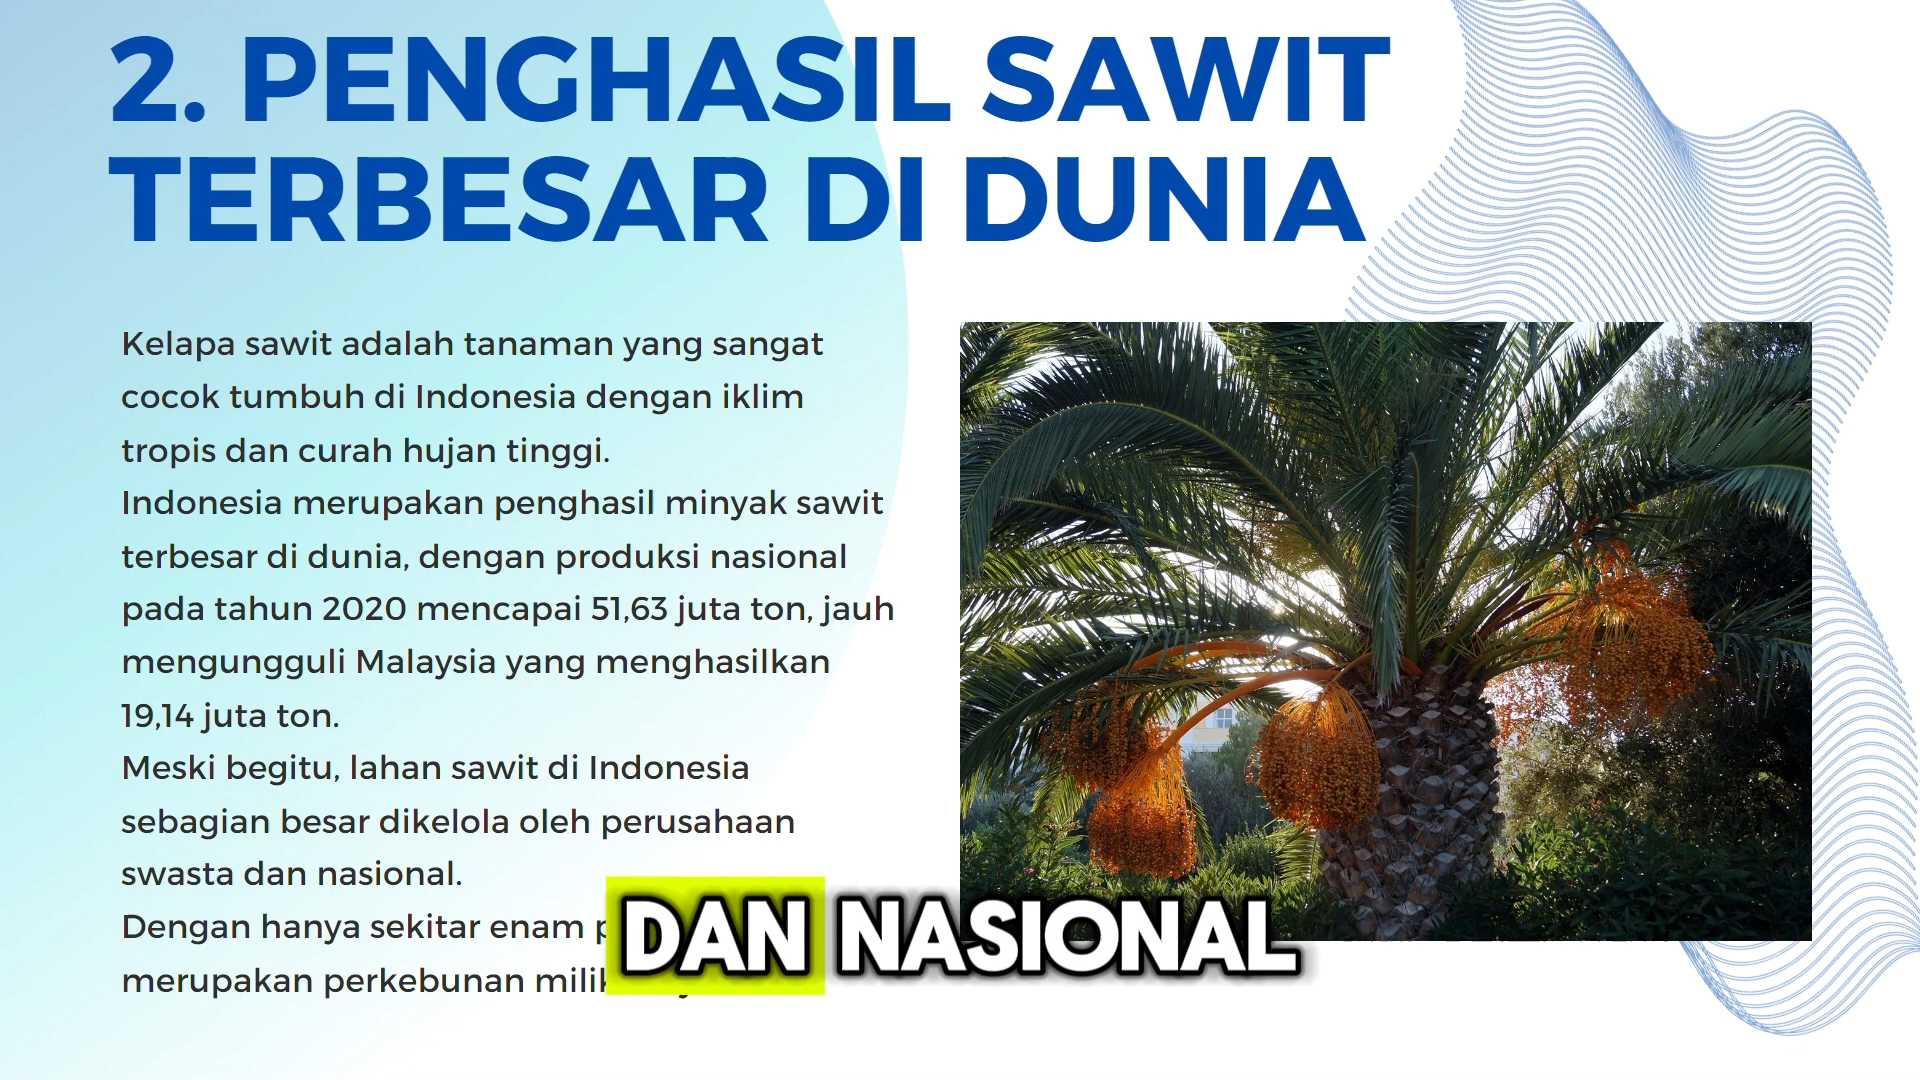 2. PENGHASIL SAWIT
TERBESAR DI DUNIA
Kelapa sawit adalah tanaman yang sangat
cocok tumbuh di Indonesia dengan iklim
tropis dan curah hujan tinggi.
Indonesia merupakan penghasil minyak sawit
terbesar di dunia, dengan produksi nasional
pada tahun 2020 mencapai 51,63 juta ton, jauh
mengungguli Malaysia yang menghasilkan
19,14 juta ton.
Meski begitu, lahan sawit di Indonesia
sebagian besar dikelola oleh perusahaan
swasta dan nasional.
Dengan hanya sekitar enam
merupakan perkebunan
DAN NASIONAL